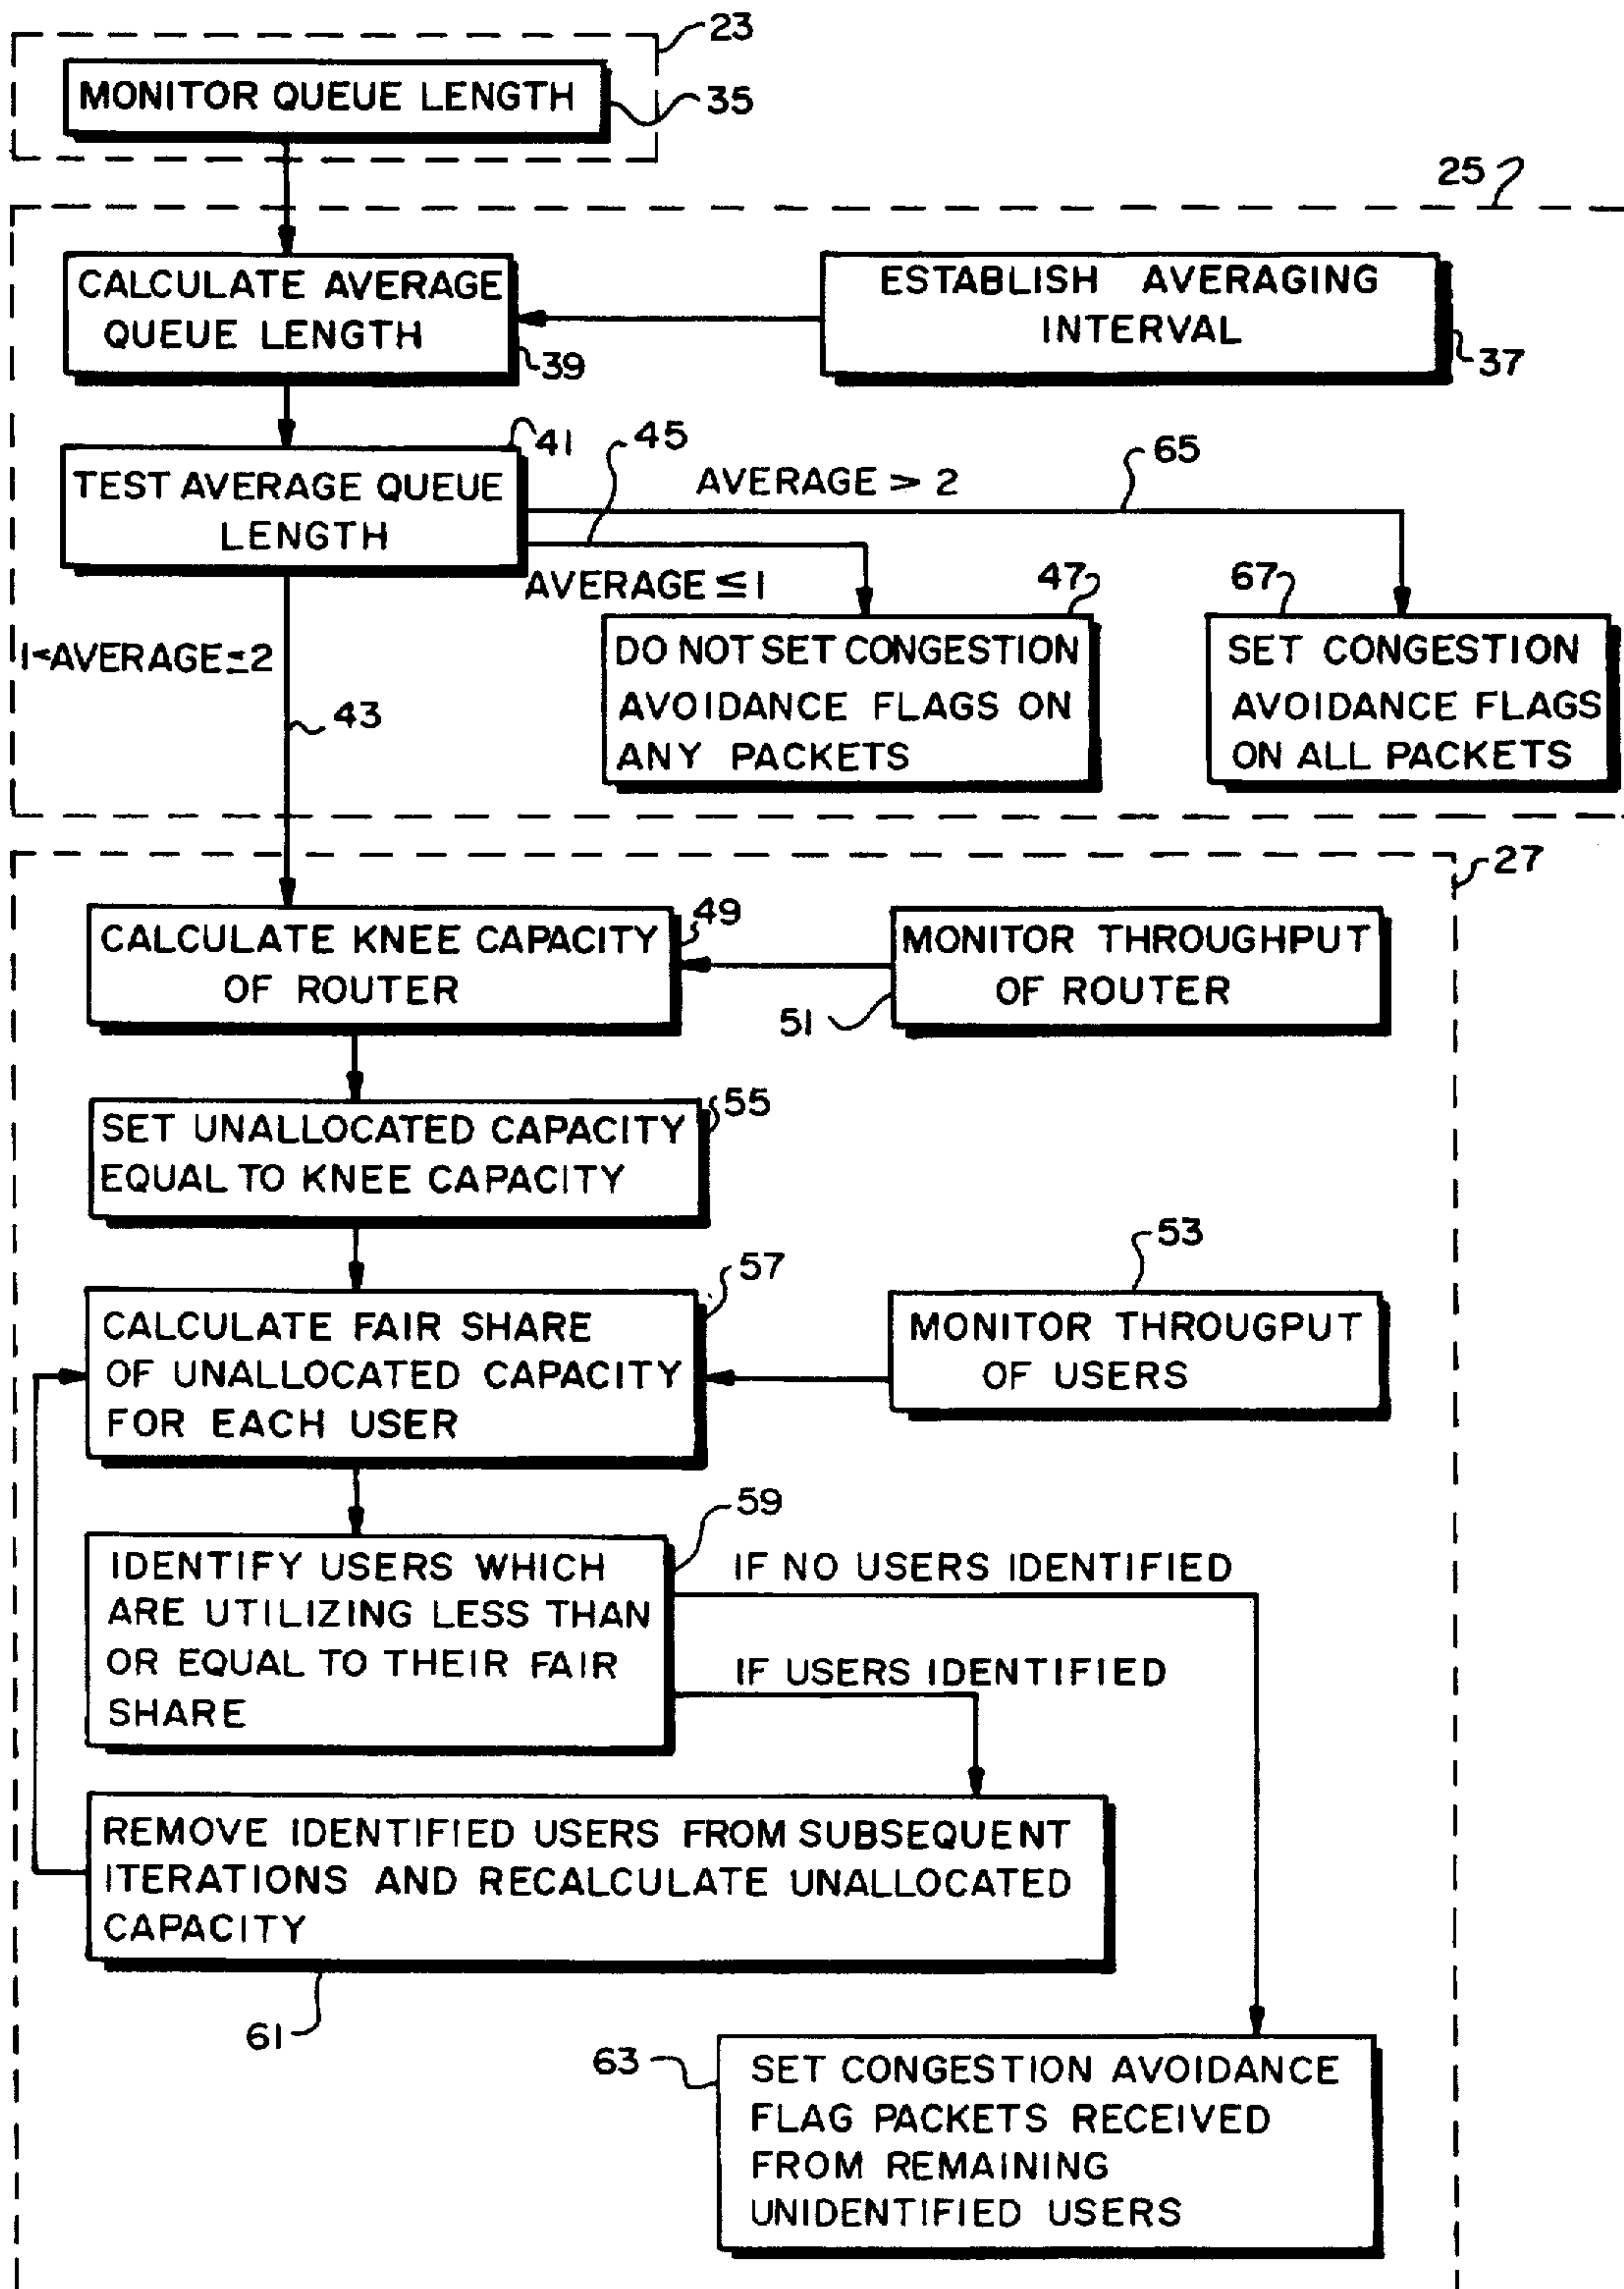 23
MONITOR QUEUE LENGTH
35
25
CALCULATE AVERAGE
QUEUE LENGTH
39
ESTABLISH AVERAGING
INTERVAL
37
41
TEST AVERAGE QUEUE
LENGTH
45
AVERAGE > 2
65
AVERAGE ≤ 1
1<AVERAGE≤2
43
47
DO NOT SET CONGESTION
AVOIDANCE FLAGS ON
ANY PACKETS
67
SET CONGESTION
AVOIDANCE FLAGS
ON ALL PACKETS
27
CALCULATE KNEE CAPACITY
OF ROUTER
49
MONITOR THROUGHPUT
OF ROUTER
51
SET UNALLOCATED CAPACITY
EQUAL TO KNEE CAPACITY
55
CALCULATE FAIR SHARE
OF UNALLOCATED CAPACITY
FOR EACH USER
57
53
MONITOR THROUGPUT
OF USERS
IDENTIFY USERS WHICH
ARE UTILIZING LESS THAN
OR EQUAL TO THEIR FAIR
SHARE
59
IF NO USERS IDENTIFIED
IF USERS IDENTIFIED
REMOVE IDENTIFIED USERS FROM SUBSEQUENT
ITERATIONS AND RECALCULATE UNALLOCATED
CAPACITY
61
63
SET CONGESTION AVOIDANCE
FLAG PACKETS RECEIVED
FROM REMAINING
UNIDENTIFIED USERS